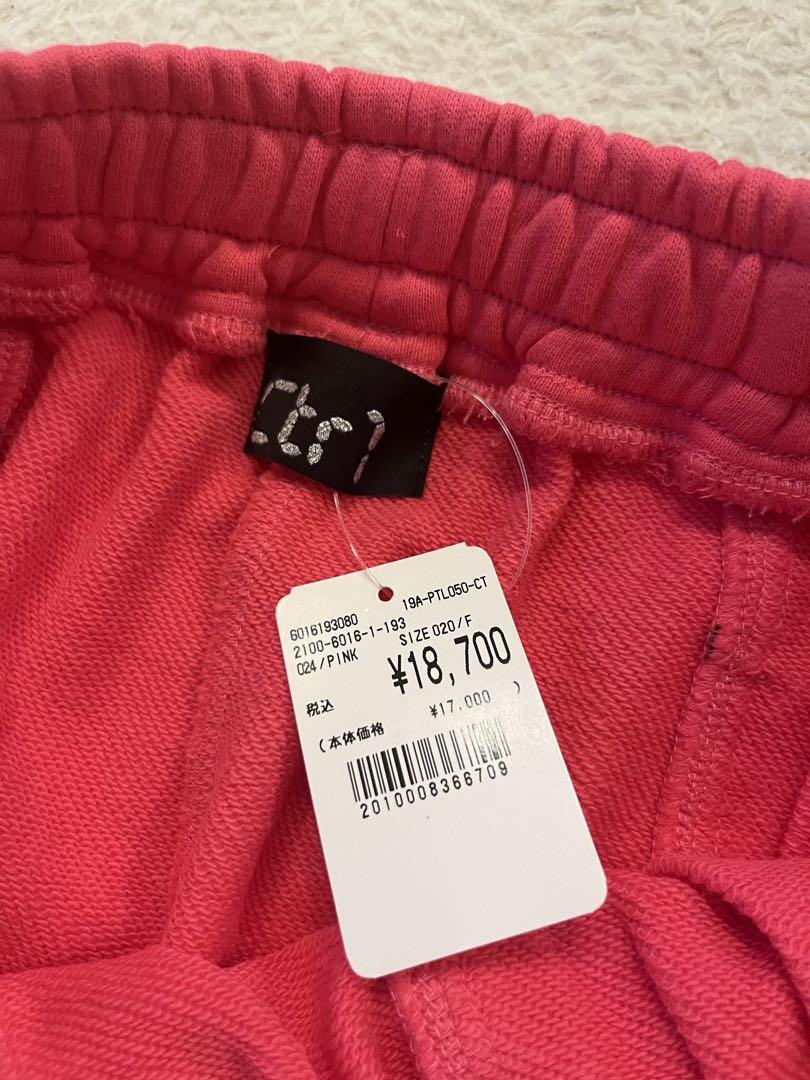 Ctrl
6016193080 19A-PTL050-CT
2100-6016-1-193
024/PINK SIZE 020/F
¥18,700
税込
(本体価格 ¥17,000 )
2010008366709